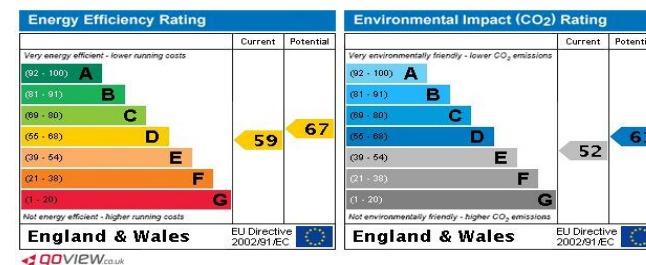 Energy Efficiency Rating
Current Potential
Very energy efficient - lower running costs
(92 - 100) A
(81 - 91) B
(69 - 80) C
(55 - 68) D
59
67
(39 - 54) E
(21 - 38) F
(1 - 20) G
Not energy efficient - higher running costs
England & Wales
EU Directive
2002/91/EC
Environmental Impact (CO2) Rating
Current Potenti
Very environmentally friendly - lower CO2 emissions
(92 - 100) A
(81 - 91) B
(69 - 80) C
(55 - 68) D
(39 - 54) E
52
(21 - 38) F
(1 - 20) G
Not environmentally friendly - higher CO2 emissions
England & Wales
EU Directive
2002/91/EC
QOVIEW.co.uk